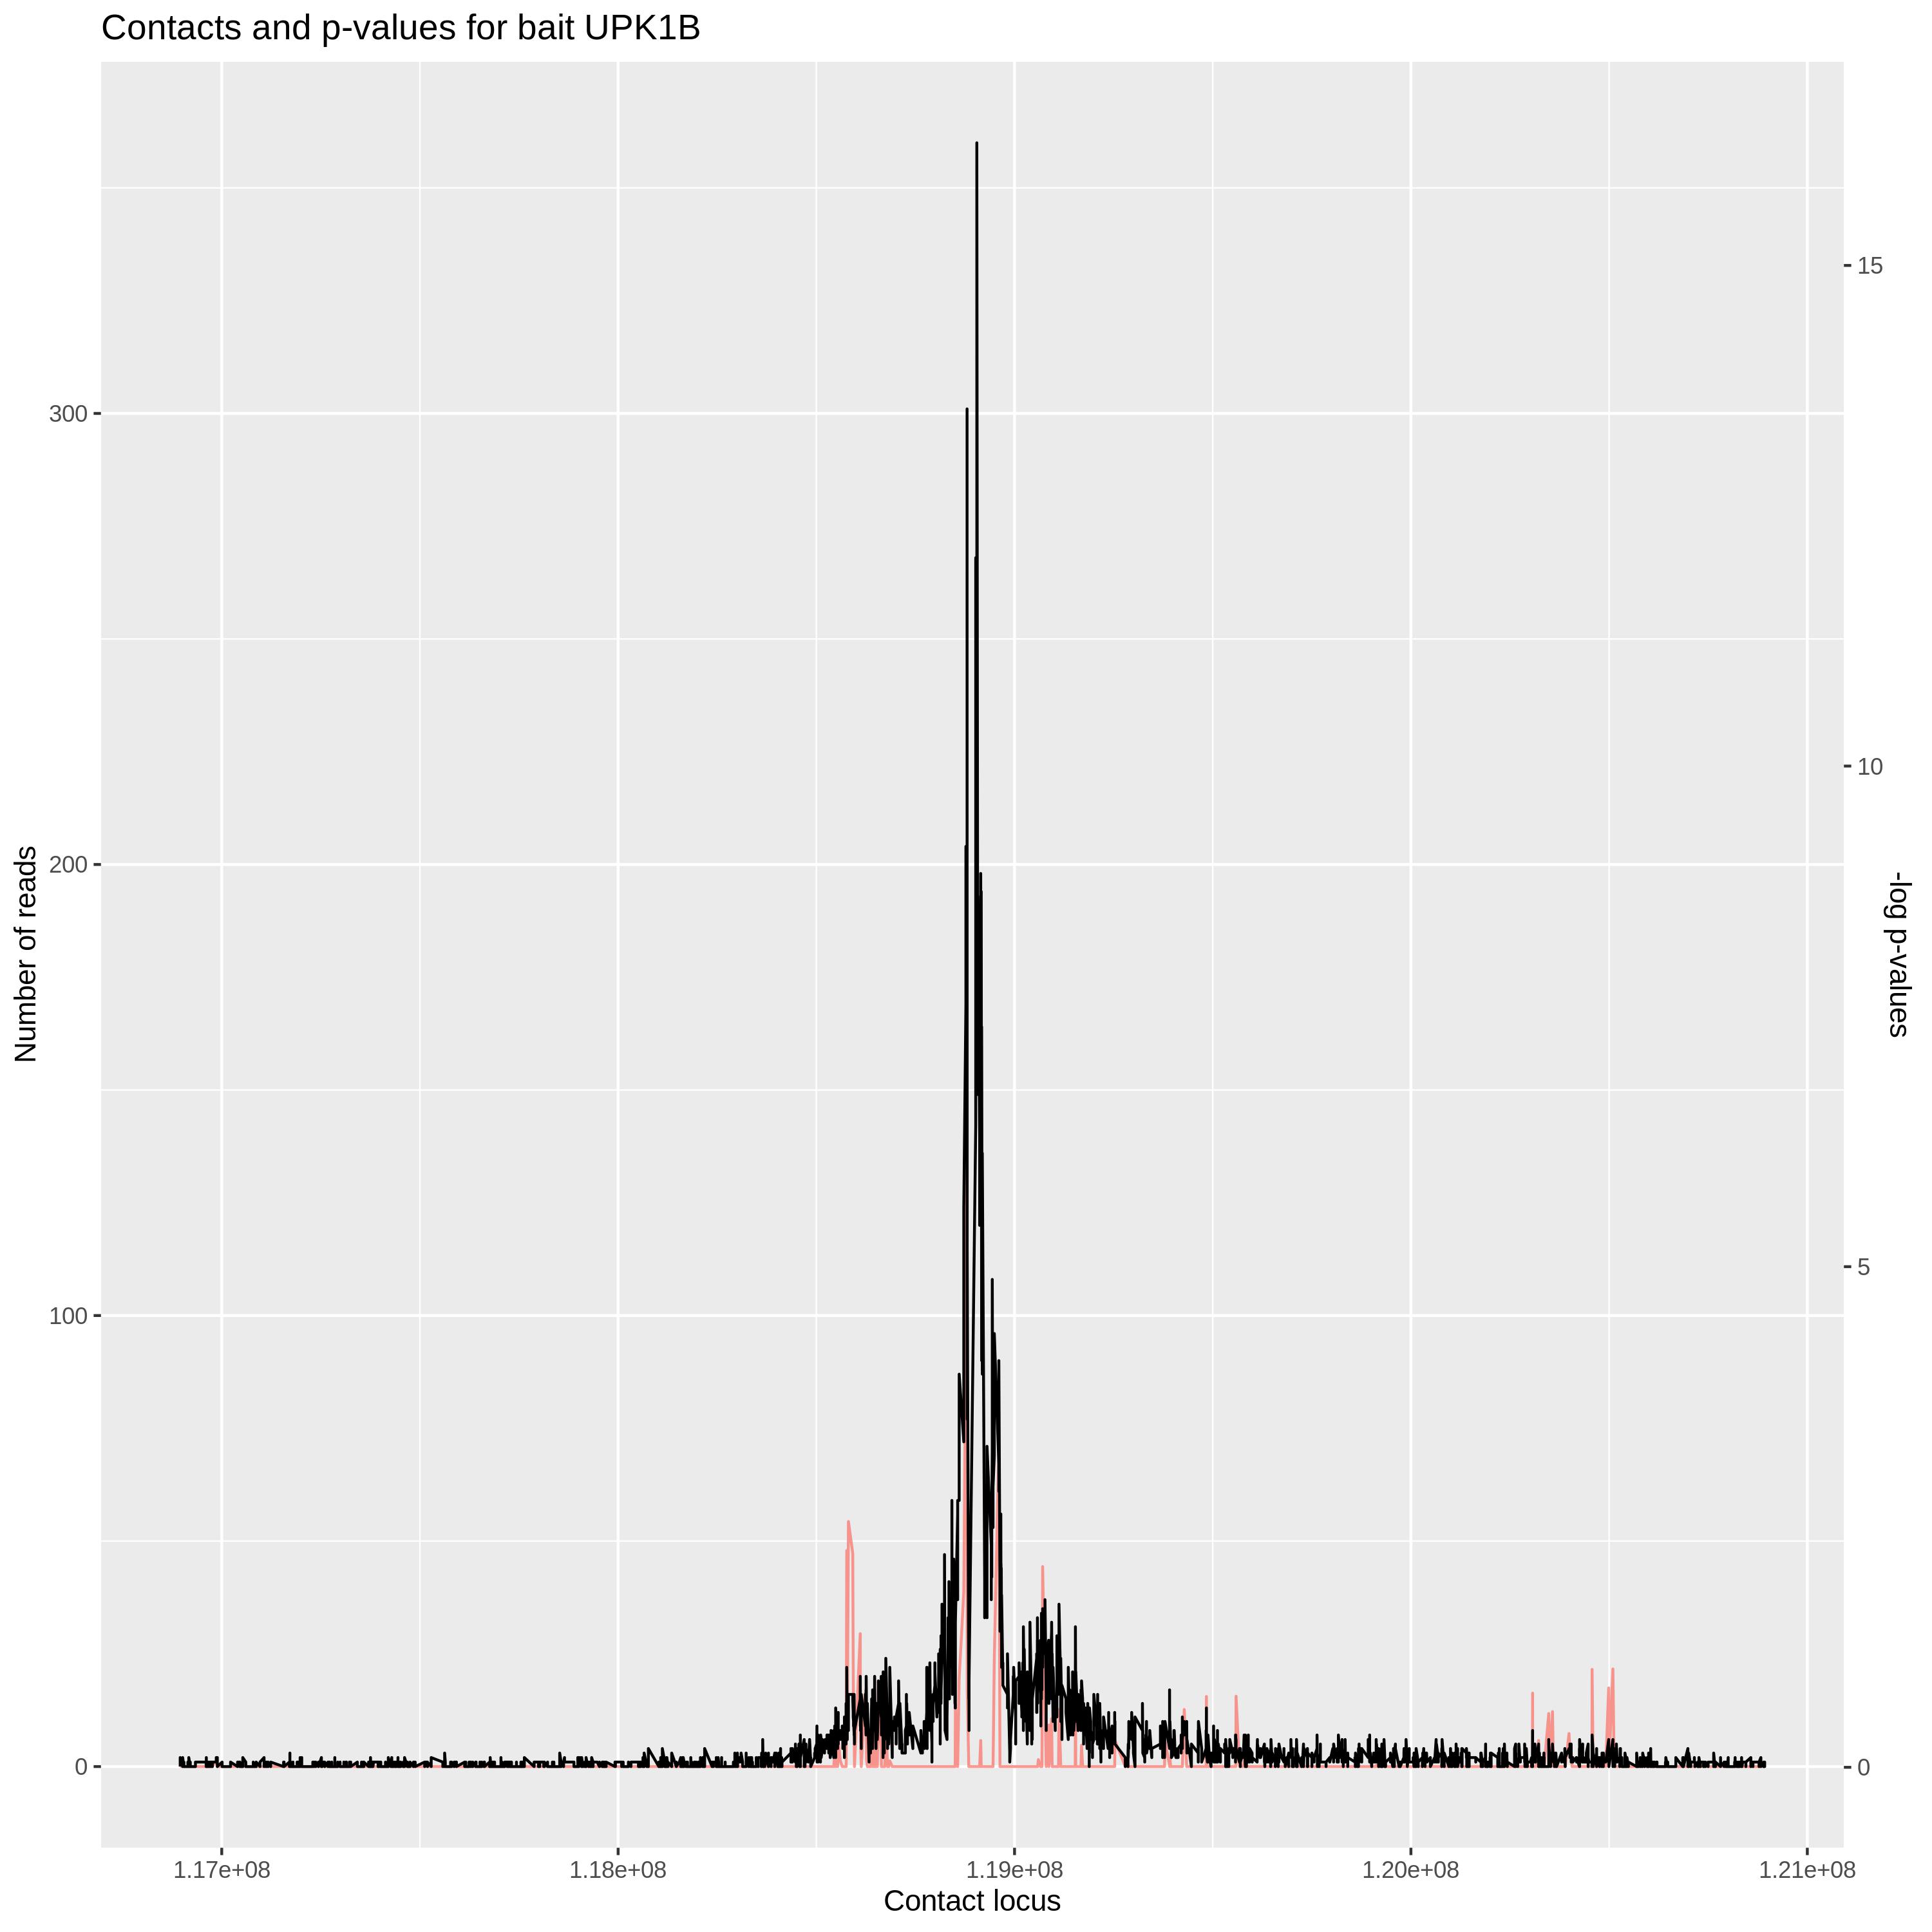 Contacts and p-values for bait UPK1B
Number of reads
300
200
100
0
15
10
5
0
-log p-values
1.17e+08
1.18e+08
1.19e+08
1.20e+08
1.21e+08
Contact locus